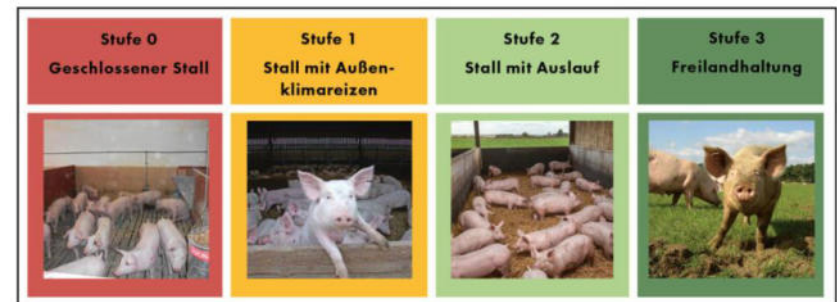 Stufe 0
Geschlossener Stall
Stufe 1
Stall mit Außen-
klimareizen
Stufe 2
Stall mit Auslauf
Stufe 3
Freilandhaltung